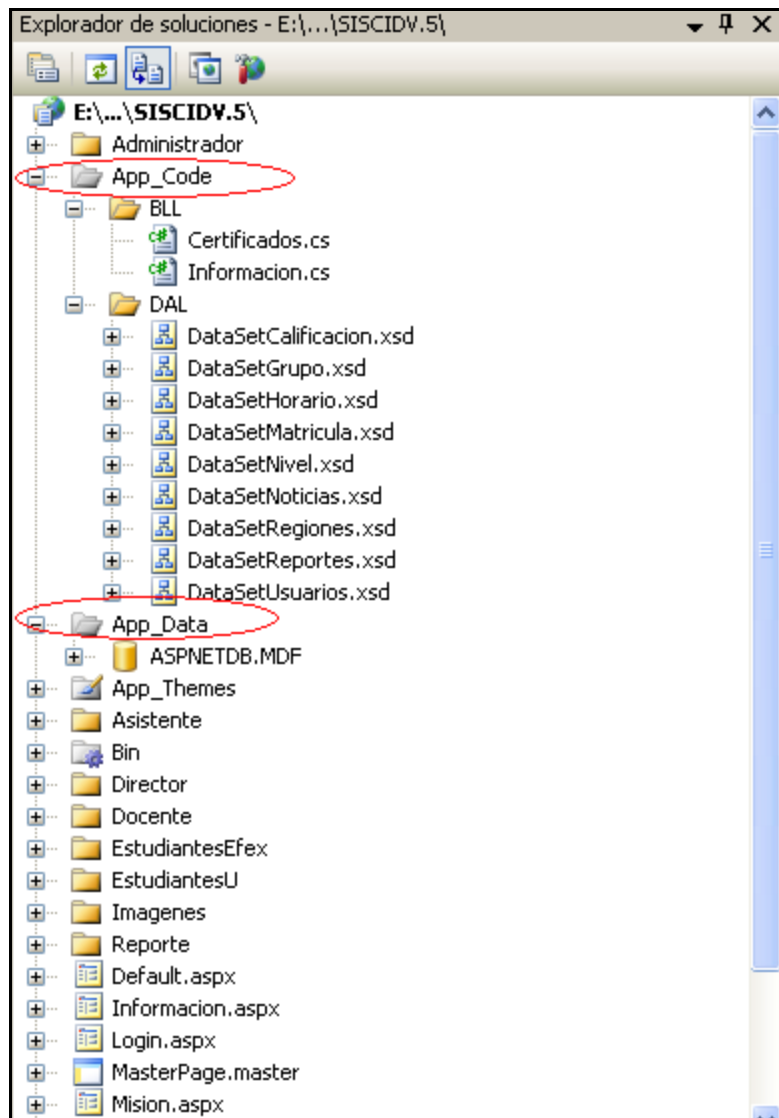 Explorador de soluciones - E:\...\SISCIDV.5\
E:\...\SISCIDV.5\
Administrador
App_Code
BLL
Certificados.cs
Informacion.cs
DAL
DataSetCalificacion.xsd
DataSetGrupo.xsd
DataSetHorario.xsd
DataSetMatricula.xsd
DataSetNivel.xsd
DataSetNoticias.xsd
DataSetRegiones.xsd
DataSetReportes.xsd
DataSetUsuarios.xsd
App_Data
ASPNETDB.MDF
App_Themes
Asistente
Bin
Director
Docente
EstudiantesEfex
EstudiantesU
Imagenes
Reporte
Default.aspx
Informacion.aspx
Login.aspx
MasterPage.master
Mision.aspx